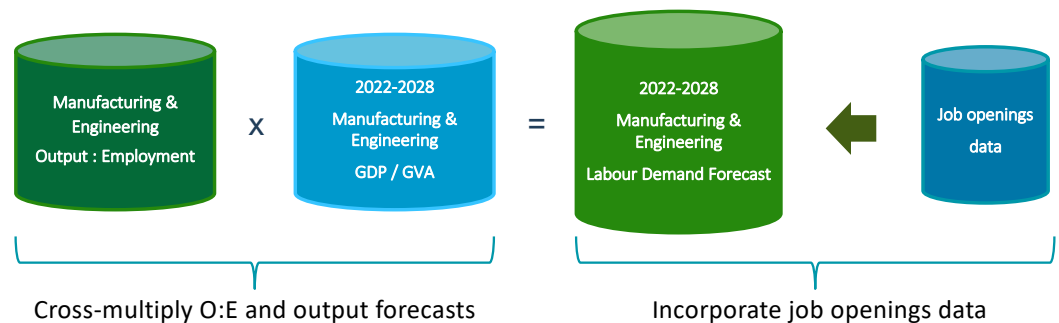 Manufacturing &
Engineering
Output : Employment
x
2022-2028
Manufacturing &
Engineering
GDP / GVA
=
2022-2028
Manufacturing &
Engineering
Labour Demand Forecast
Job openings
data
Cross-multiply O:E and output forecasts
Incorporate job openings data